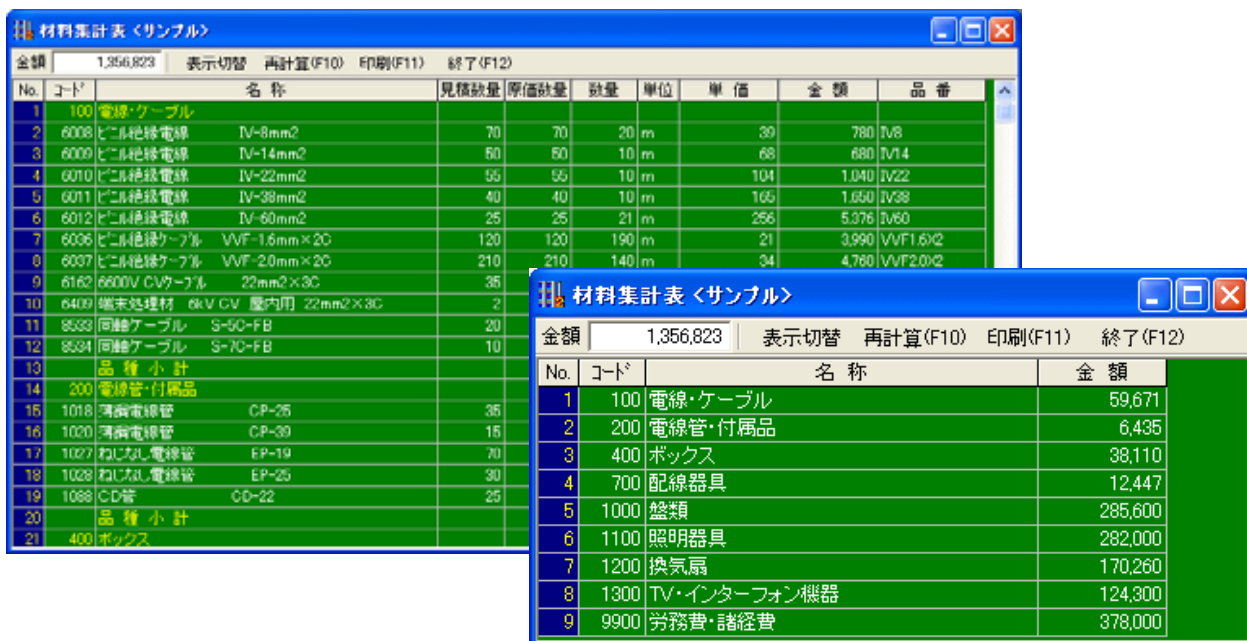 材料集計表 <サンプル>
金額 1,356,823 表示切替 再計算(F10) 印刷(F11) 終了(F12)
No. コード 名 称 見積数量 原価数量 数量 単位 単 価 金 額 品 番
1 100 電線・ケーブル
2 6008 ビニル絶縁電線 IV-8mm2 70 70 20 m 39 780 IV8
3 6009 ビニル絶縁電線 IV-14mm2 50 50 10 m 68 680 IV14
4 6010 ビニル絶縁電線 IV-22mm2 55 55 10 m 104 1,040 IV22
5 6011 ビニル絶縁電線 IV-38mm2 40 40 10 m 165 1,650 IV38
6 6012 ビニル絶縁電線 IV-60mm2 25 25 21 m 256 5,376 IV60
7 6036 ビニル絶縁ケーブル VVF-1.6mm×2C 120 120 190 m 21 3,990 VVF1.6X2
8 6037 ビニル絶縁ケーブル VVF-2.0mm×2C 210 210 140 m 34 4,760 VVF2.0X2
9 6162 6600V CVケーブル 22mm2×3C 35
10 6409 端末処理材 6kV CV 屋内用 22mm2×3C 2
11 8533 同軸ケーブル S-5C-FB 20
12 8534 同軸ケーブル S-7C-FB 10
13 品 種 小 計
14 200 電線管・付属品
15 1018 薄鋼電線管 CP-25 35
16 1020 薄鋼電線管 CP-39 15
17 1027 ねじなし電線管 EP-19 70
18 1028 ねじなし電線管 EP-25 30
19 1088 CD管 CD-22 25
20 品 種 小 計
21 400 ボックス
材料集計表 <サンプル>
金額 1,356,823 表示切替 再計算(F10) 印刷(F11) 終了(F12)
No. コード 名 称 金 額
1 100 電線・ケーブル 59,671
2 200 電線管・付属品 6,435
3 400 ボックス 38,110
4 700 配線器具 12,447
5 1000 盤類 285,600
6 1100 照明器具 282,000
7 1200 換気扇 170,260
8 1300 TV・インターフォン機器 124,300
9 9900 労務費・諸経費 378,000